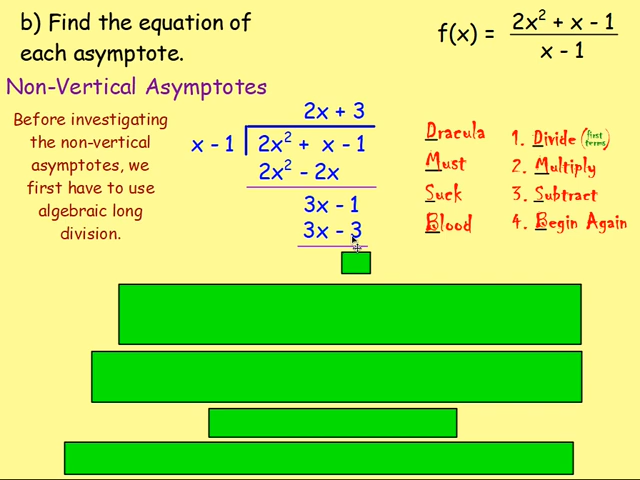 b) Find the equation of
each asymptote.
f(x) = 2x² + x - 1
x - 1
Non-Vertical Asymptotes
Before investigating
the non-vertical
asymptotes, we
first have to use
algebraic long
division.
2x + 3
x - 1 2x² + x - 1
2x² - 2x
3x - 1
3x - 3
Dracula
Must
Suck
Blood
1. Divide (first terms)
2. Multiply
3. Subtract
4. Begin Again